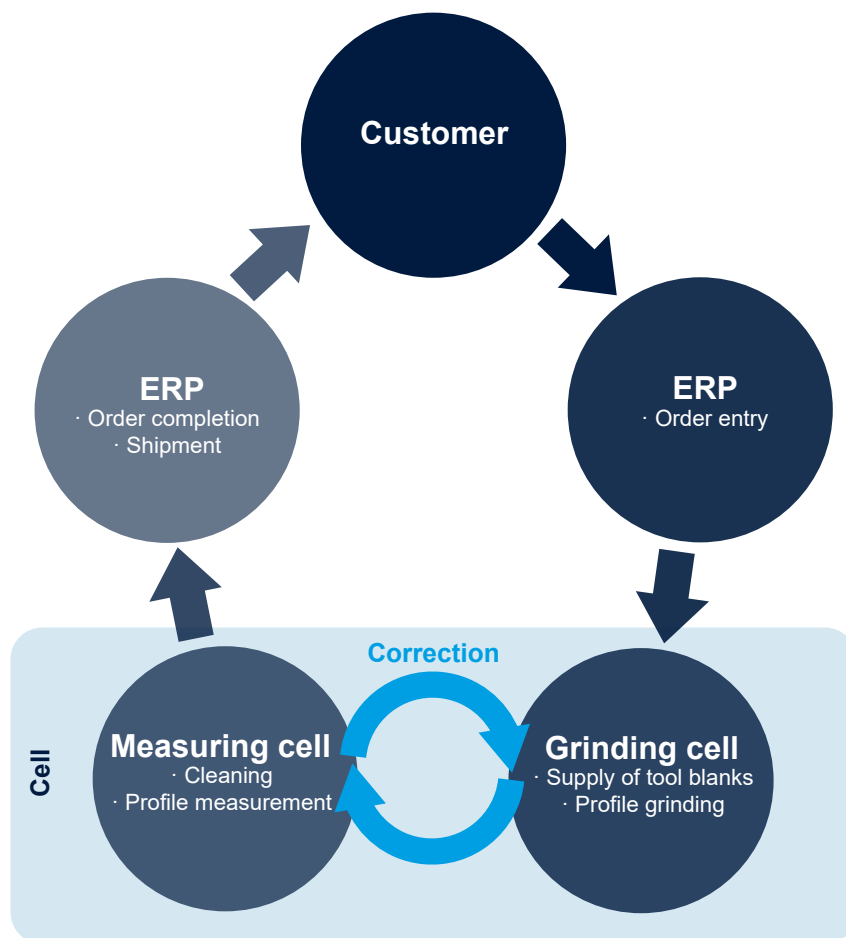 Customer
ERP
· Order completion
· Shipment
ERP
· Order entry
Correction
Cell
Measuring cell
· Cleaning
· Profile measurement
Grinding cell
· Supply of tool blanks
· Profile grinding